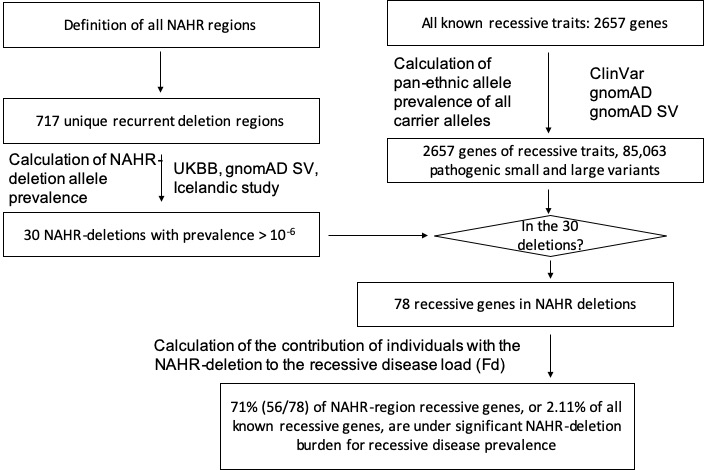 Definition of all NAHR regions
717 unique recurrent deletion regions
Calculation of NAHR-
deletion allele
prevalence
UKBB, gnomAD SV,
Icelandic study
30 NAHR-deletions with prevalence > 10⁻⁶
All known recessive traits: 2657 genes
Calculation of
pan-ethnic allele
prevalence of all
carrier alleles
ClinVar
gnomAD
gnomAD SV
2657 genes of recessive traits, 85,063
pathogenic small and large variants
In the 30
deletions?
78 recessive genes in NAHR deletions
Calculation of the contribution of individuals with the
NAHR-deletion to the recessive disease load (Fd)
71% (56/78) of NAHR-region recessive genes, or 2.11% of all
known recessive genes, are under significant NAHR-deletion
burden for recessive disease prevalence